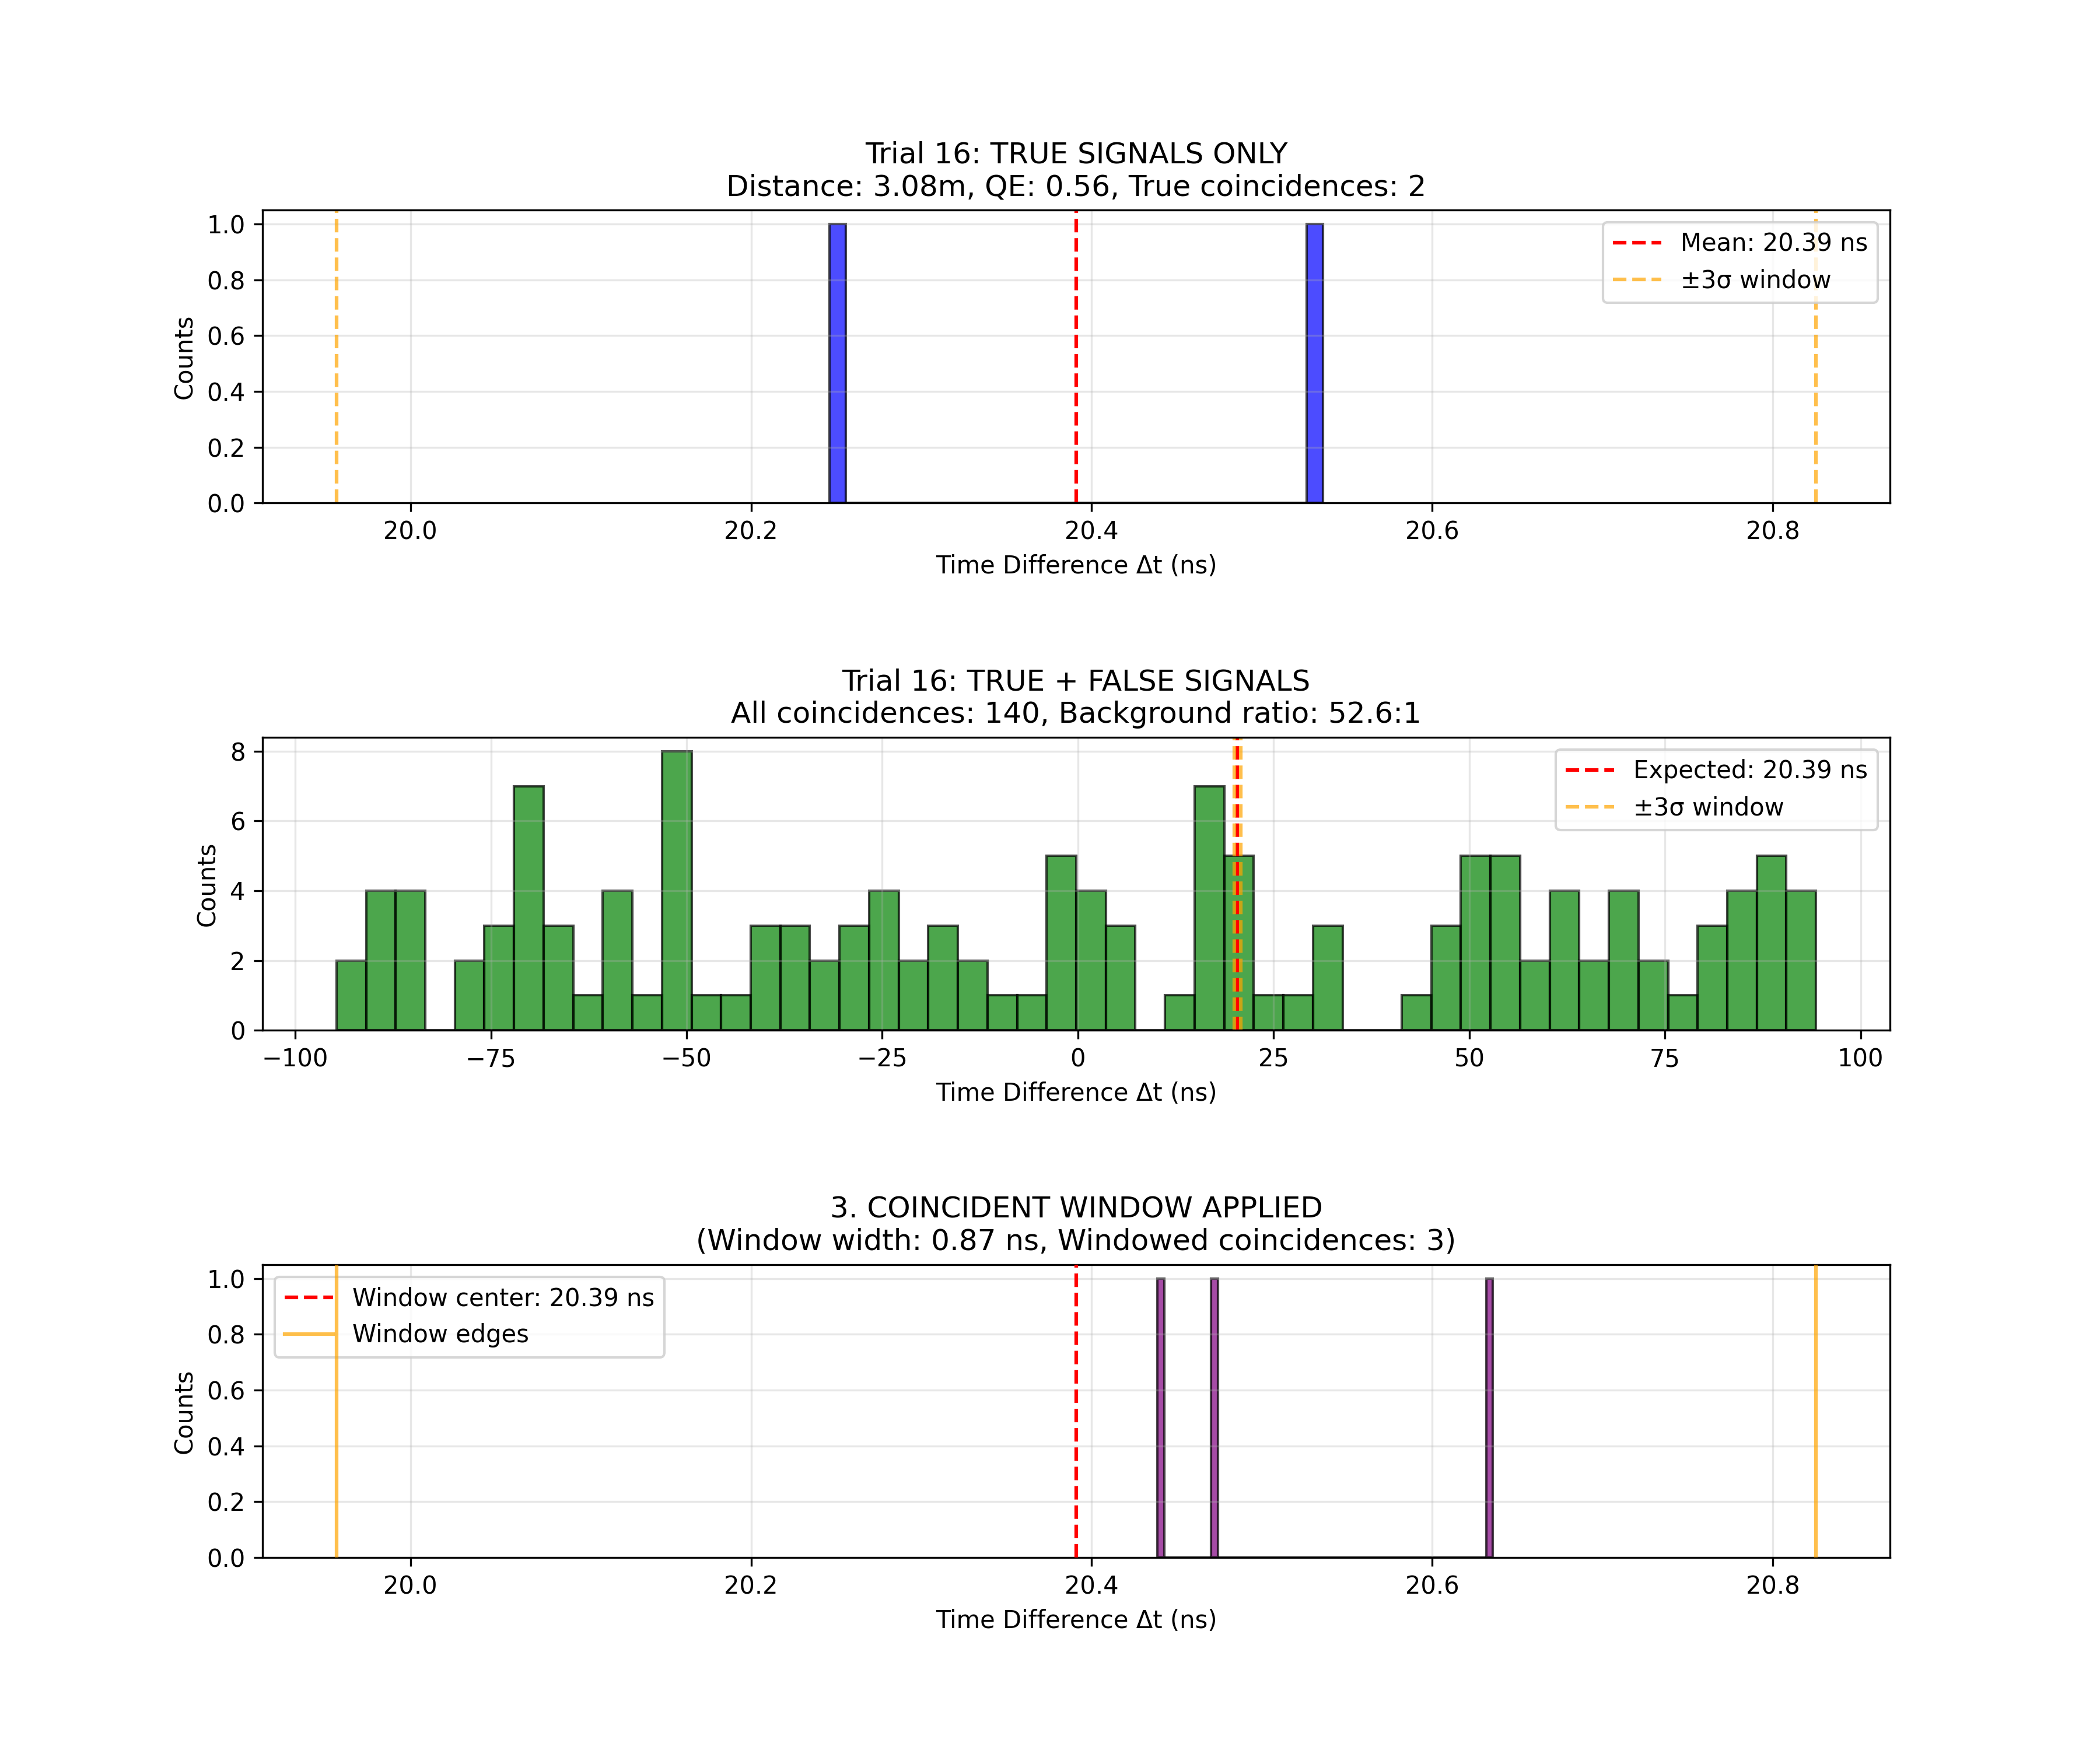 Trial 16: TRUE SIGNALS ONLY
Distance: 3.08m, QE: 0.56, True coincidences: 2
Counts
1.0
0.8
0.6
0.4
0.2
0.0
Mean: 20.39 ns
±3σ window
20.0
20.2
20.4
20.6
20.8
Time Difference Δt (ns)
Trial 16: TRUE + FALSE SIGNALS
All coincidences: 140, Background ratio: 52.6:1
Counts
8
6
4
2
0
Expected: 20.39 ns
±3σ window
−100
−75
−50
−25
0
25
50
75
100
Time Difference Δt (ns)
3. COINCIDENT WINDOW APPLIED
(Window width: 0.87 ns, Windowed coincidences: 3)
Counts
1.0
0.8
0.6
0.4
0.2
0.0
Window center: 20.39 ns
Window edges
20.0
20.2
20.4
20.6
20.8
Time Difference Δt (ns)